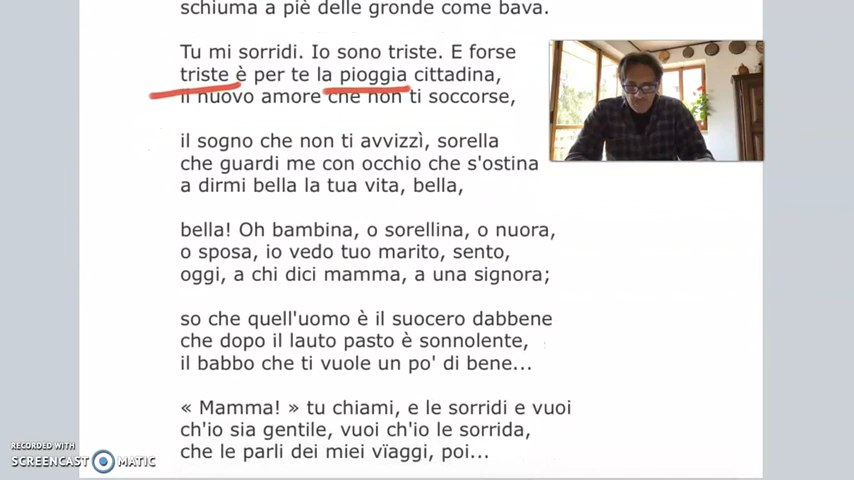 schiuma a piè delle gronde come bava.
Tu mi sorridi. Io sono triste. E forse
triste è per te la pioggia cittadina,
il nuovo amore che non ti soccorse,
il sogno che non ti avvizzì, sorella
che guardi me con occhio che s'ostina
a dirmi bella la tua vita, bella,
bella! Oh bambina, o sorellina, o nuora,
o sposa, io vedo tuo marito, sento,
oggi, a chi dici mamma, a una signora;
so che quell'uomo è il suocero dabbene
che dopo il lauto pasto è sonnolente,
il babbo che ti vuole un po' di bene...
« Mamma! » tu chiami, e le sorridi e vuoi
ch'io sia gentile, vuoi ch'io le sorrida,
che le parli dei miei vïaggi, poi...
RECORDED WITH
SCREENCAST MATIC